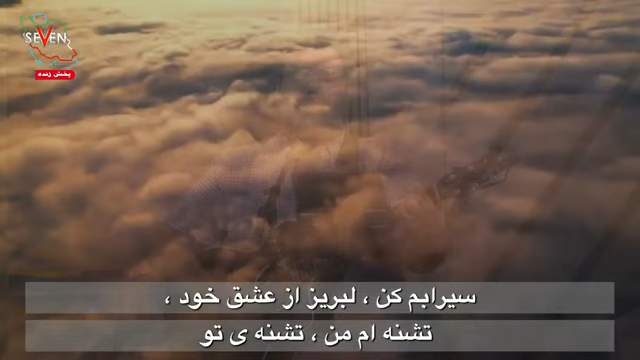 SEVEN
پخش زنده
سیرابم کن ، لبریز از عشق خود ،
تشنه ام من ، تشنه ی تو